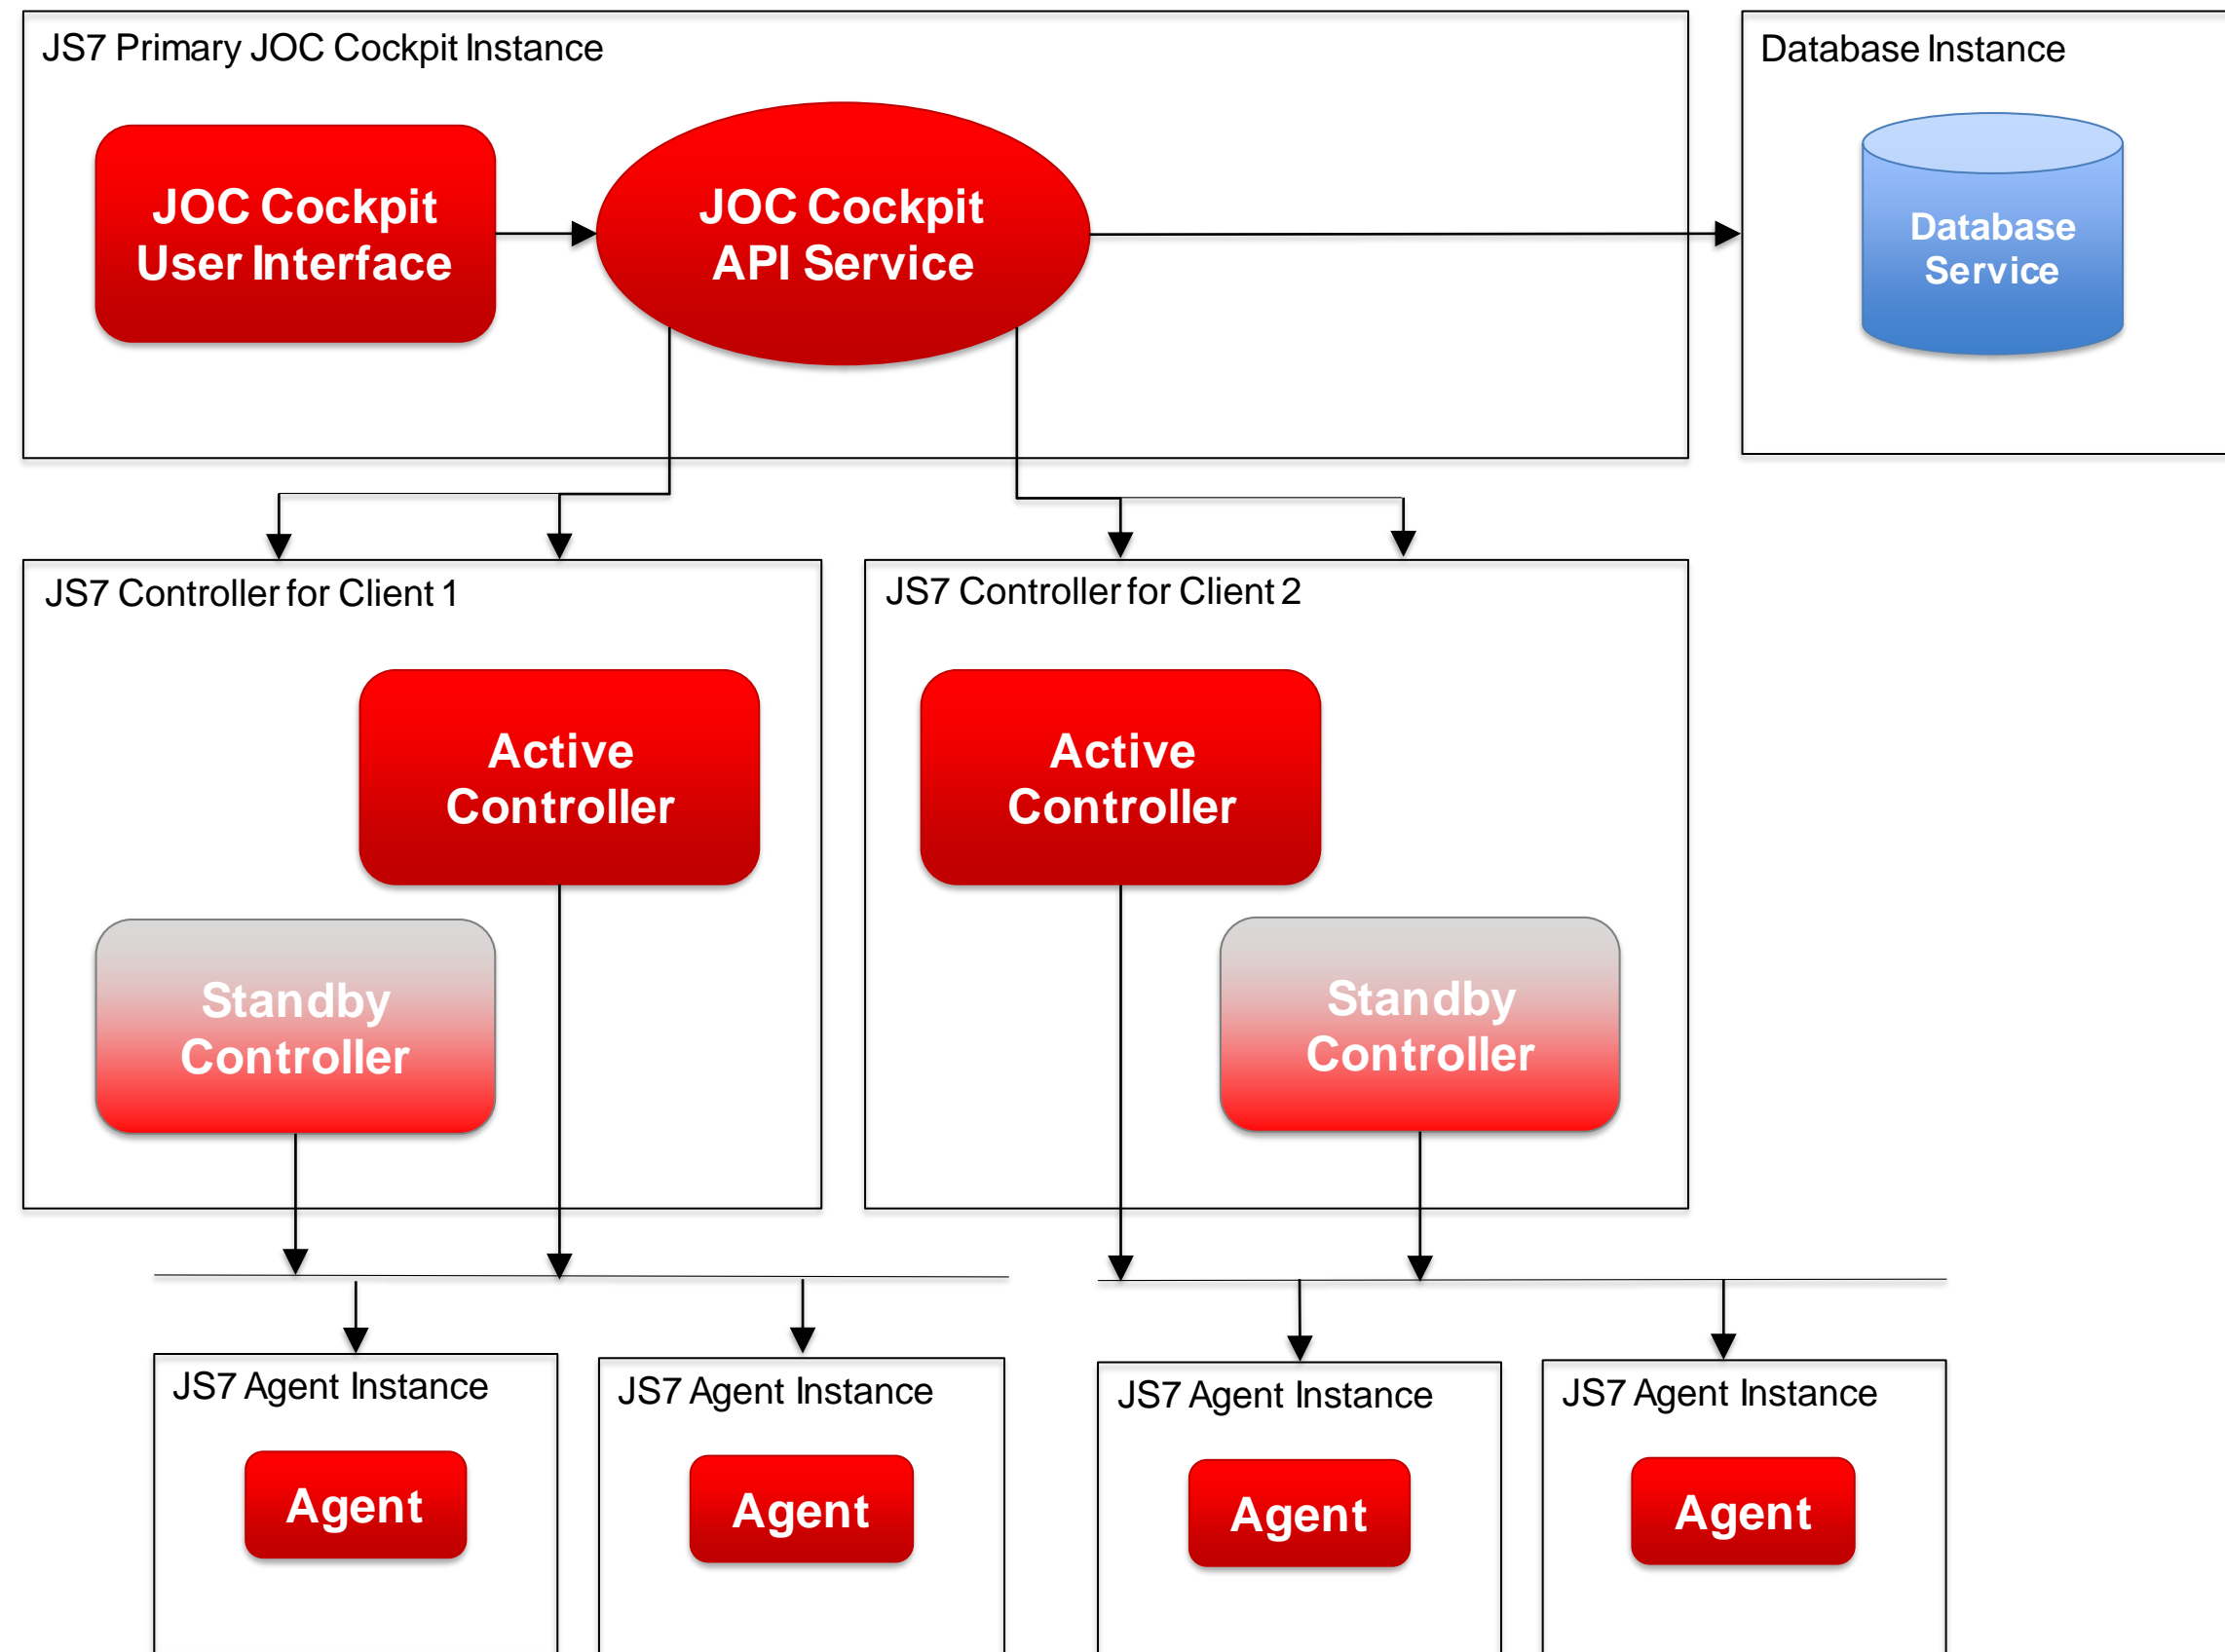 JS7 Primary JOC Cockpit Instance
Database Instance
JOC Cockpit
User Interface
JOC Cockpit
API Service
Database
Service
JS7 Controller for Client 1
JS7 Controller for Client 2
Active
Controller
Active
Controller
Standby
Controller
Standby
Controller
JS7 Agent Instance
JS7 Agent Instance
JS7 Agent Instance
JS7 Agent Instance
Agent
Agent
Agent
Agent